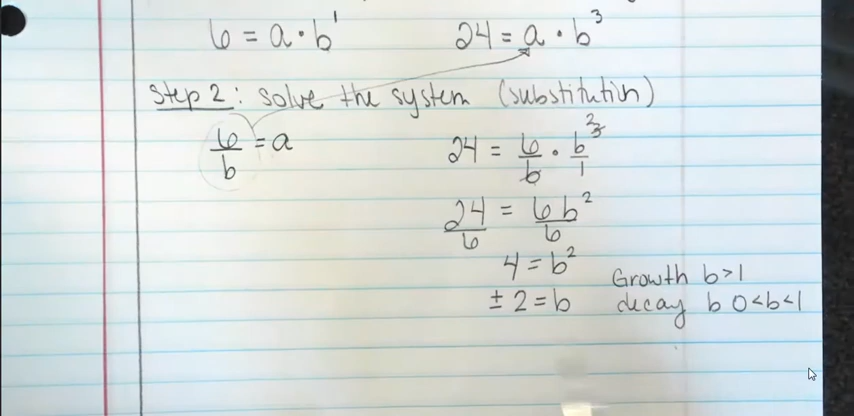 6 = a · b¹    24 = a · b³
Step 2: solve the system (substitution)
6/b = a    24 = 6/b · b³/1 ²
24/6 = 6b²/6
4 = b²    Growth b>1
± 2 = b    decay b 0<b<1